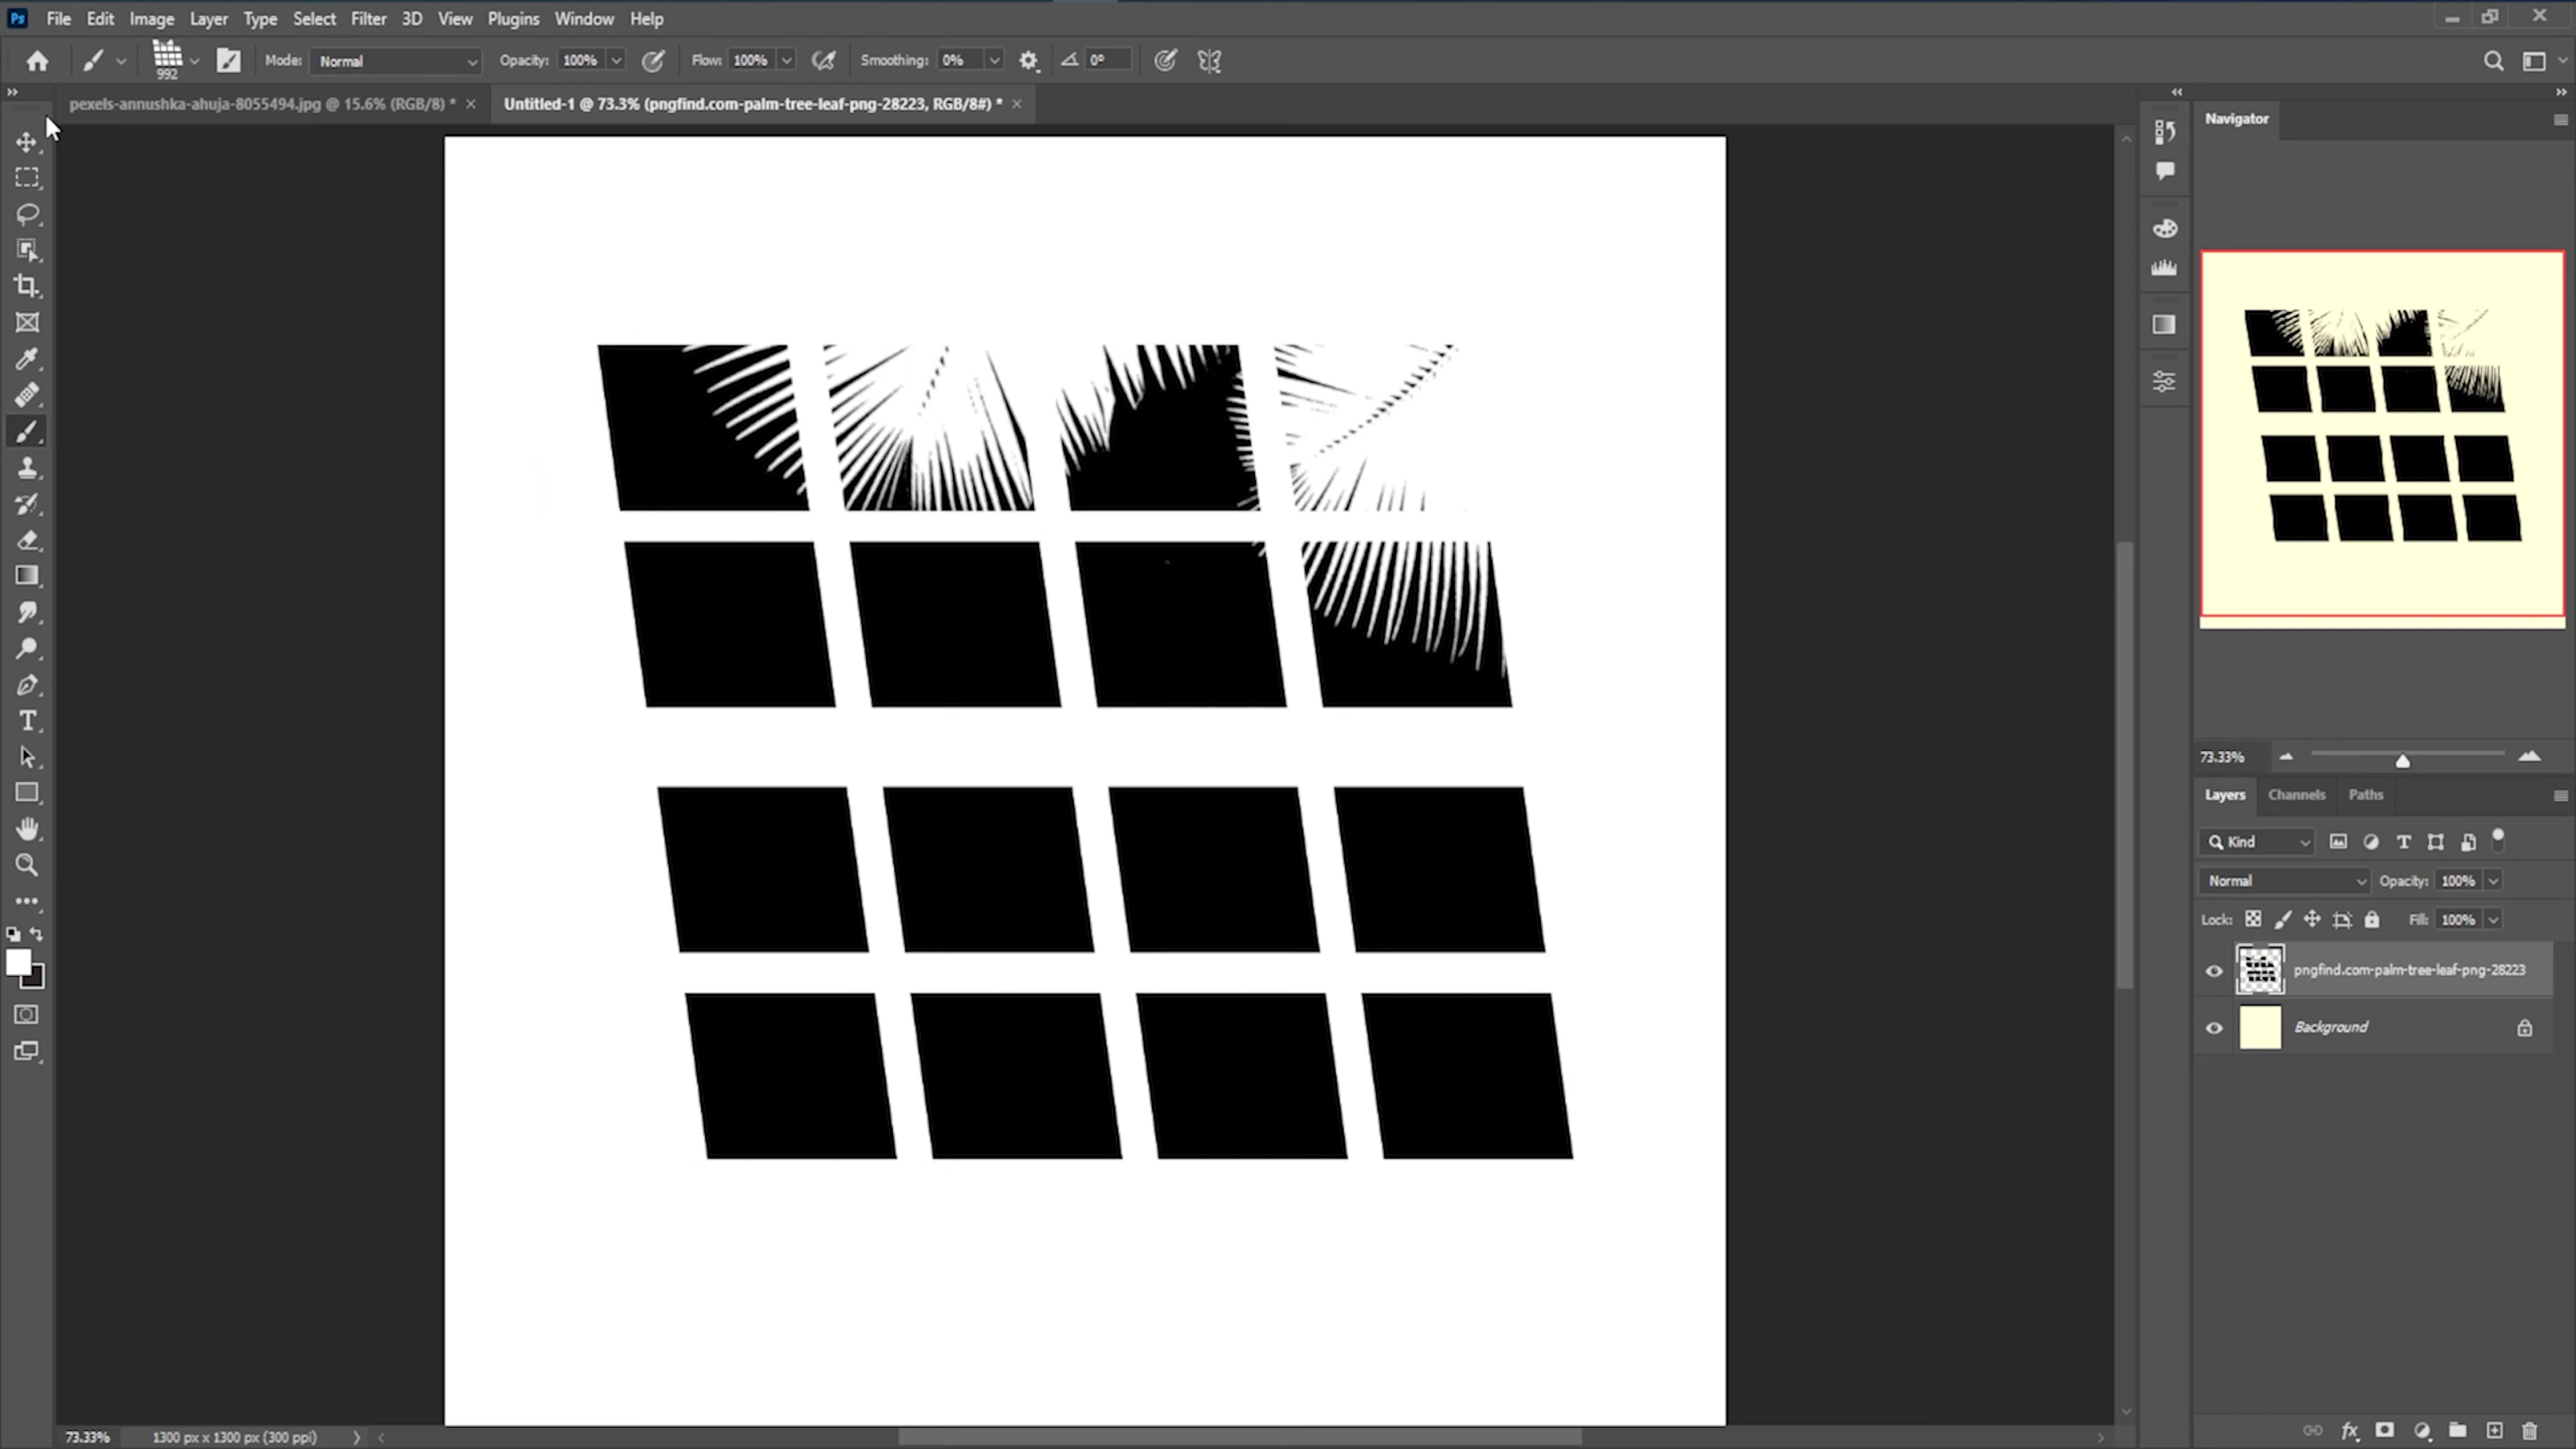 Ps File Edit Image Layer Type Select Filter 3D View Plugins Window Help
992 Mode: Normal Opacity: 100% Flow: 100% Smoothing: 0% 0°
pexels-annushka-ahuja-8055494.jpg @ 15.6% (RGB/8) * × Untitled-1 @ 73.3% (pngfind.com-palm-tree-leaf-png-28223, RGB/8#) * ×
Navigator
73.33%
Layers Channels Paths
Kind
Normal Opacity: 100%
Lock: Fill: 100%
pngfind.com-palm-tree-leaf-png-28223
Background
73.33% 1300 px x 1300 px (300 ppi)